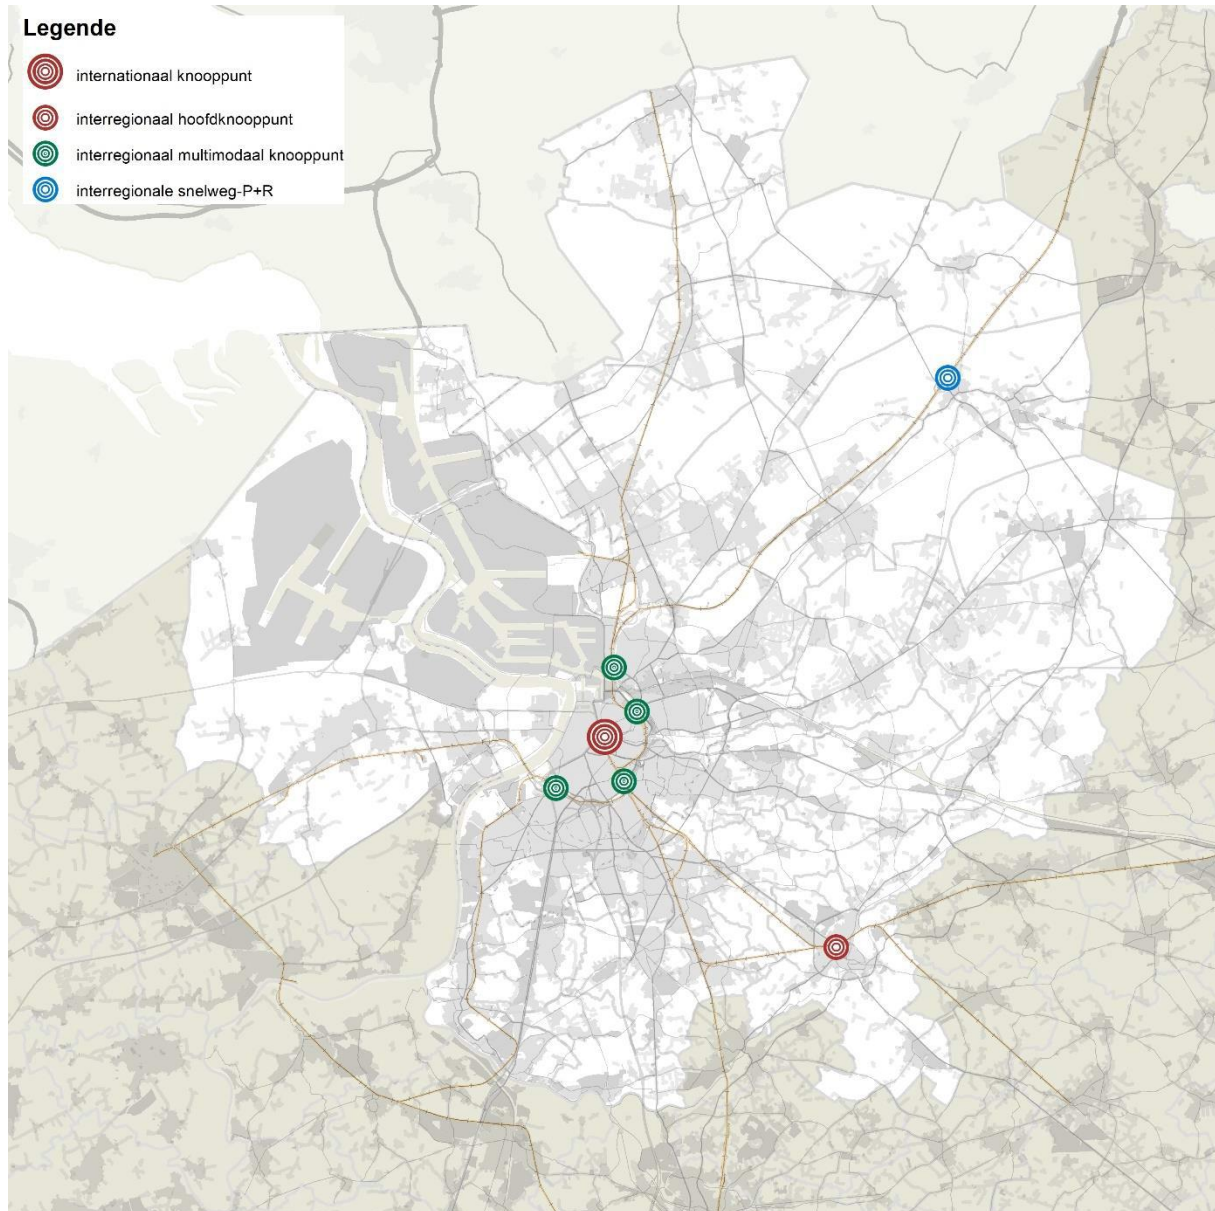 Legende
internationaal knooppunt
interregionaal hoofdknooppunt
interregionaal multimodaal knooppunt
interregionale snelweg-P+R